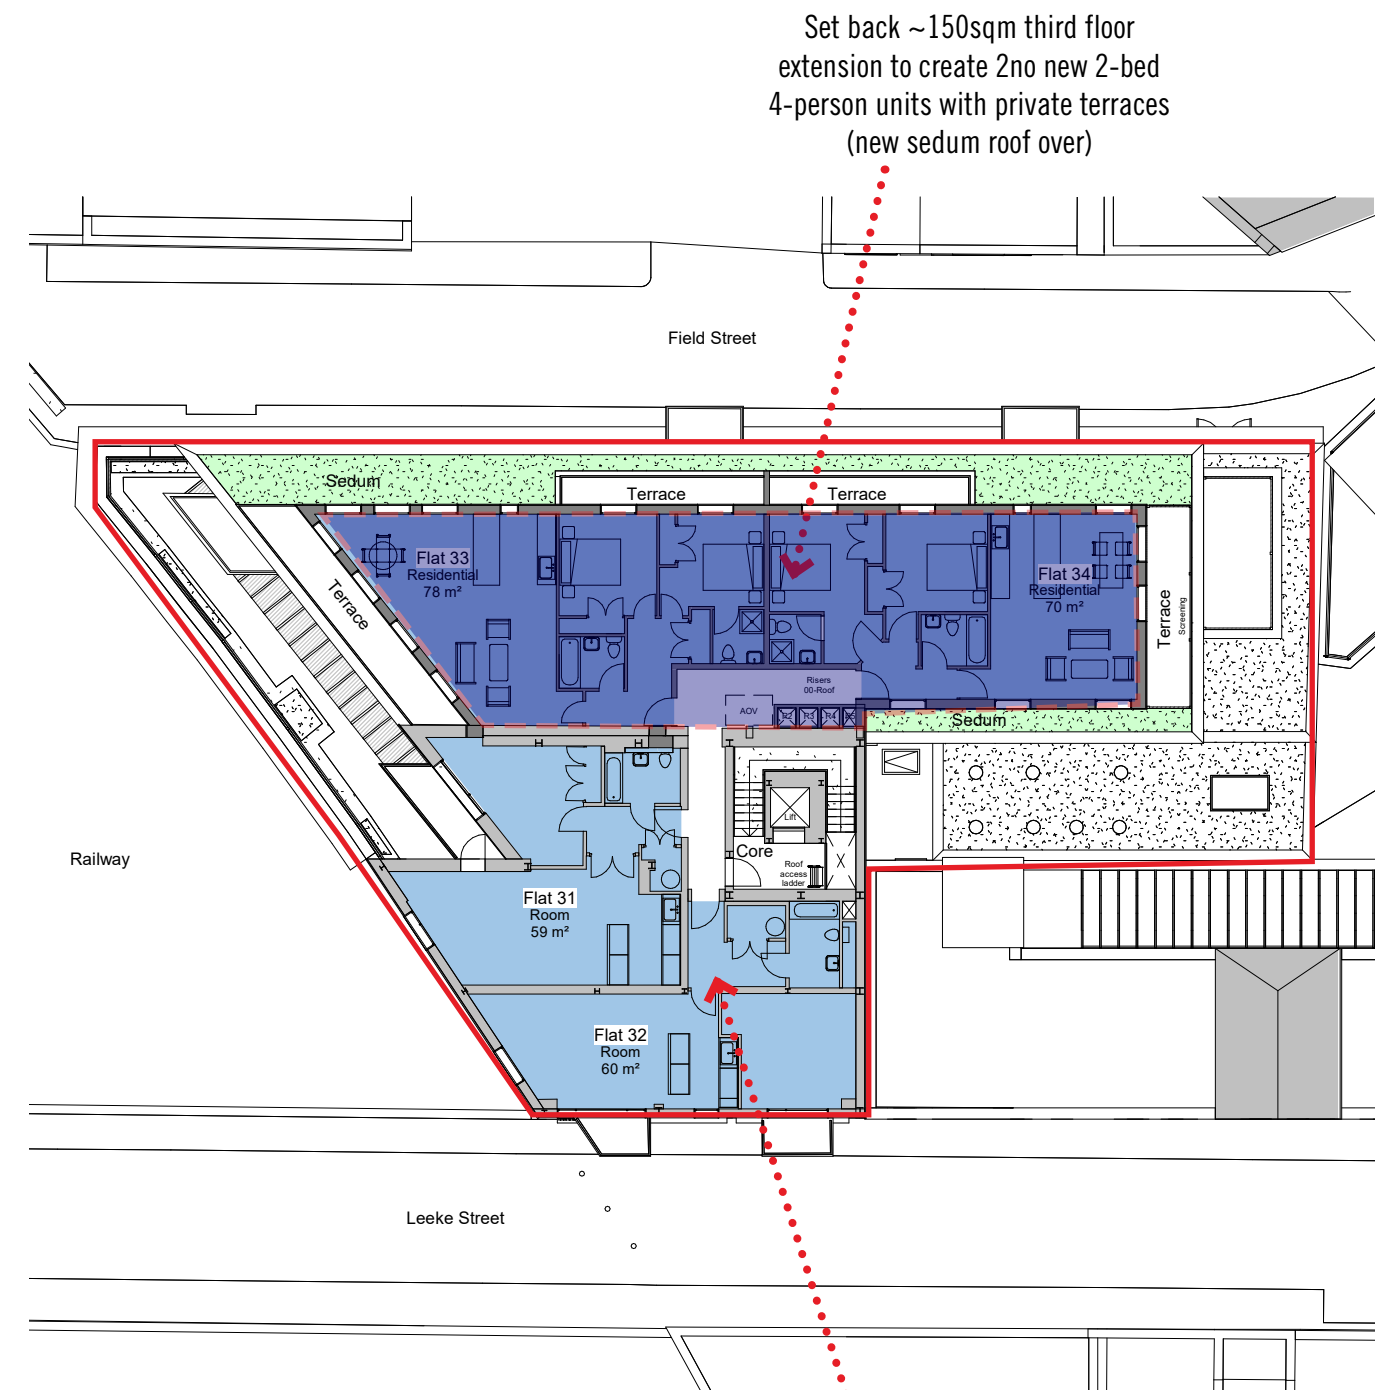 Set back ~150sqm third floor
extension to create 2no new 2-bed
4-person units with private terraces
(new sedum roof over)
Field Street
Sedum
Terrace
Terrace
Flat 33
Residential
78 m²
Flat 34
Residential
70 m²
Terrace
Terrace
Screening
Risers
00-Roof
AOV
R2
R3
R4
Sedum
Lift
Core
Roof
access
ladder
Railway
Flat 31
Room
59 m²
Flat 32
Room
60 m²
Leeke Street